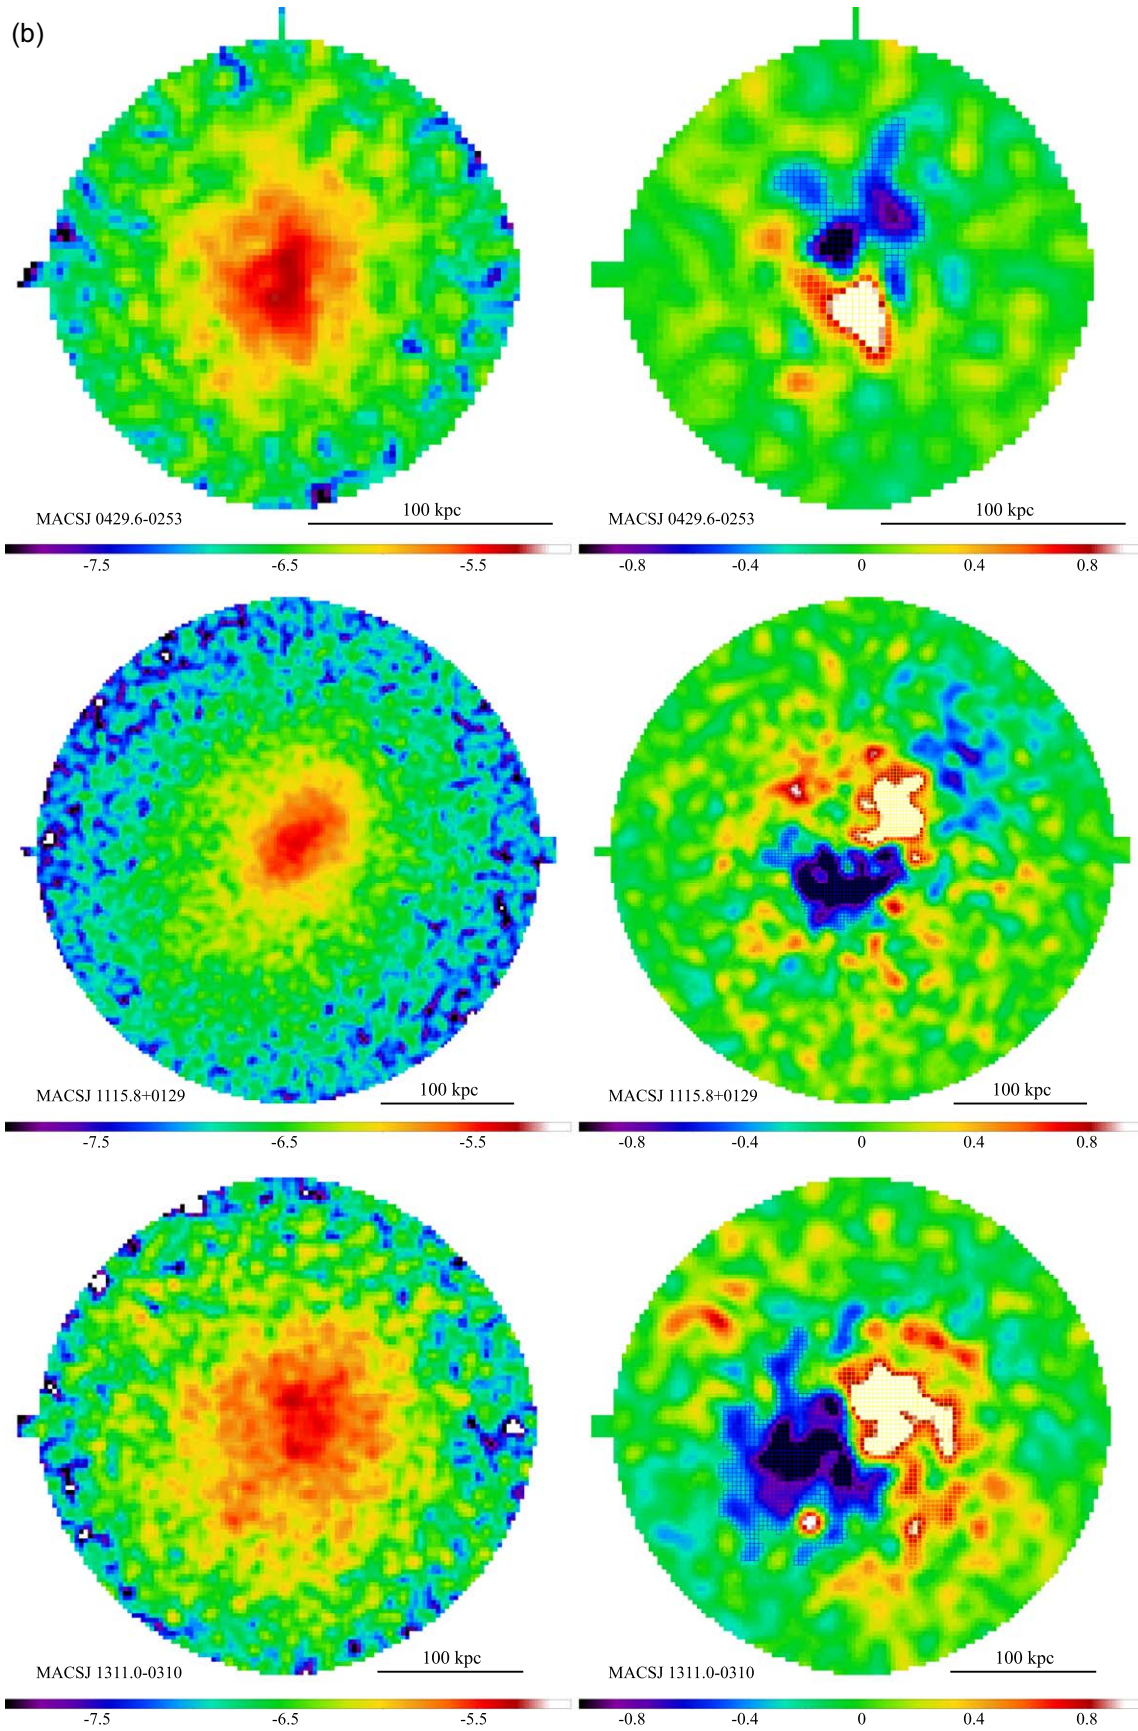 (b)
100 kpc 100 kpc
MACSJ 0429.6-0253 MACSJ 0429.6-0253
-7.5 -6.5 -5.5 -0.8 -0.4 0 0.4 0.8
100 kpc 100 kpc
MACSJ 1115.8+0129 MACSJ 1115.8+0129
-7.5 -6.5 -5.5 -0.8 -0.4 0 0.4 0.8
100 kpc 100 kpc
MACSJ 1311.0-0310 MACSJ 1311.0-0310
-7.5 -6.5 -5.5 -0.8 -0.4 0 0.4 0.8